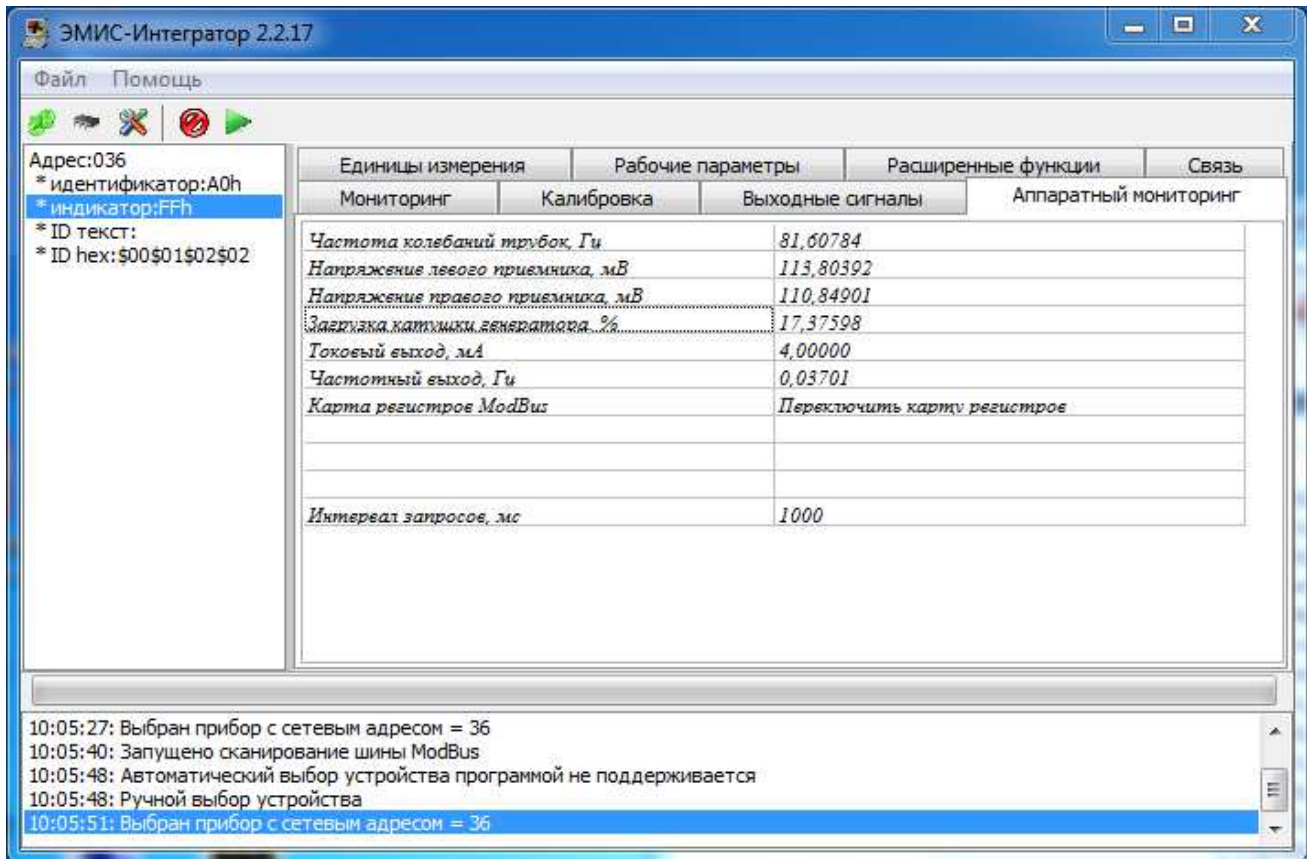 ЭМИС-Интегратор 2.2.17
Файл Помощь
Адрес:036
* идентификатор:A0h
* индикатор:FFh
* ID текст:
* ID hex:$00$01$02$02
Единицы измерения Рабочие параметры Расширенные функции Связь
Мониторинг Калибровка Выходные сигналы Аппаратный мониторинг
Частота колебаний трубок, Гц 81,60784
Напряжение левого приемника, мВ 113,80392
Напряжение правого приемника, мВ 110,84901
Загрузка катушки генератора, % 17,37598
Токовый выход, мА 4,00000
Частотный выход, Гц 0,03701
Карта регистров ModBus Переключить карту регистров
Интервал запросов, мс 1000
10:05:27: Выбран прибор с сетевым адресом = 36
10:05:40: Запущено сканирование шины ModBus
10:05:48: Автоматический выбор устройства программой не поддерживается
10:05:48: Ручной выбор устройства
10:05:51: Выбран прибор с сетевым адресом = 36